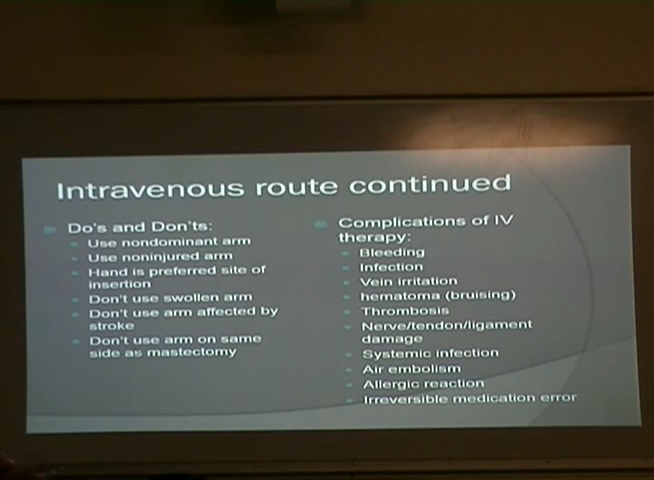 Intravenous route continued
Do's and Don'ts:
Use nondominant arm
Use noninjured arm
Hand is preferred site of
insertion
Don't use swollen arm
Don't use arm affected by
stroke
Don't use arm on same
side as mastectomy
Complications of IV
therapy:
Bleeding
Infection
Vein irritation
hematoma (bruising)
Thrombosis
Nerve/tendon/ligament
damage
Systemic infection
Air embolism
Allergic reaction
Irreversible medication error